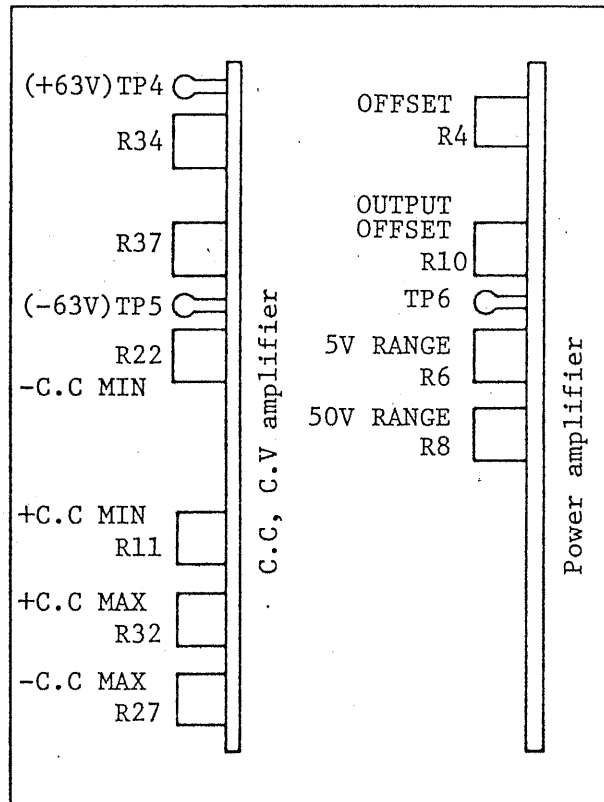 (+63V)TP4
R34
R37
(-63V)TP5
R22
-C.C MIN
+C.C MIN
R11
+C.C MAX
R32
-C.C MAX
R27
C.C, C.V amplifier
OFFSET
R4
OUTPUT
OFFSET
R10
TP6
5V RANGE
R6
50V RANGE
R8
Power amplifier